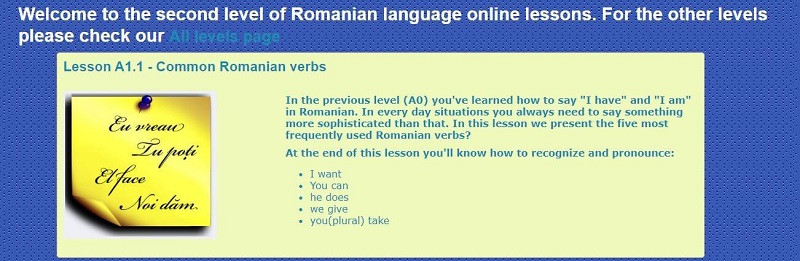 Welcome to the second level of Romanian language online lessons. For the other levels
please check our All levels page
Lesson A1.1 - Common Romanian verbs
Eu vreau
Tu poți
El face
Noi dăm.
In the previous level (A0) you've learned how to say "I have" and "I am"
in Romanian. In every day situations you always need to say something
more sophisticated than that. In this lesson we present the five most
frequently used Romanian verbs?
At the end of this lesson you'll know how to recognize and pronounce:
• I want
• You can
• he does
• we give
• you(plural) take